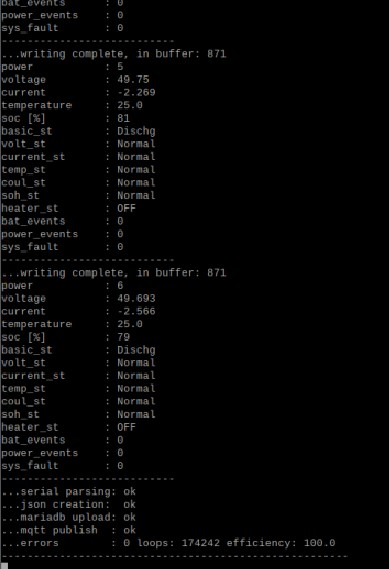 bat_events : 0
power_events : 0
sys_fault : 0
---------------------------
...writing complete, in buffer: 871
power : 5
voltage : 49.75
current : -2.269
temperature : 25.0
soc [%] : 81
basic_st : Dischg
volt_st : Normal
current_st : Normal
temp_st : Normal
coul_st : Normal
soh_st : Normal
heater_st : OFF
bat_events : 0
power_events : 0
sys_fault : 0
---------------------------
...writing complete, in buffer: 871
power : 6
voltage : 49.693
current : -2.566
temperature : 25.0
soc [%] : 79
basic_st : Dischg
volt_st : Normal
current_st : Normal
temp_st : Normal
coul_st : Normal
soh_st : Normal
heater_st : OFF
bat_events : 0
power_events : 0
sys_fault : 0
---------------------------
...serial parsing: ok
...json creation: ok
...mariadb upload: ok
...mqtt publish : ok
...errors : 0 loops: 174242 efficiency: 100.0
------------------------------------------------------